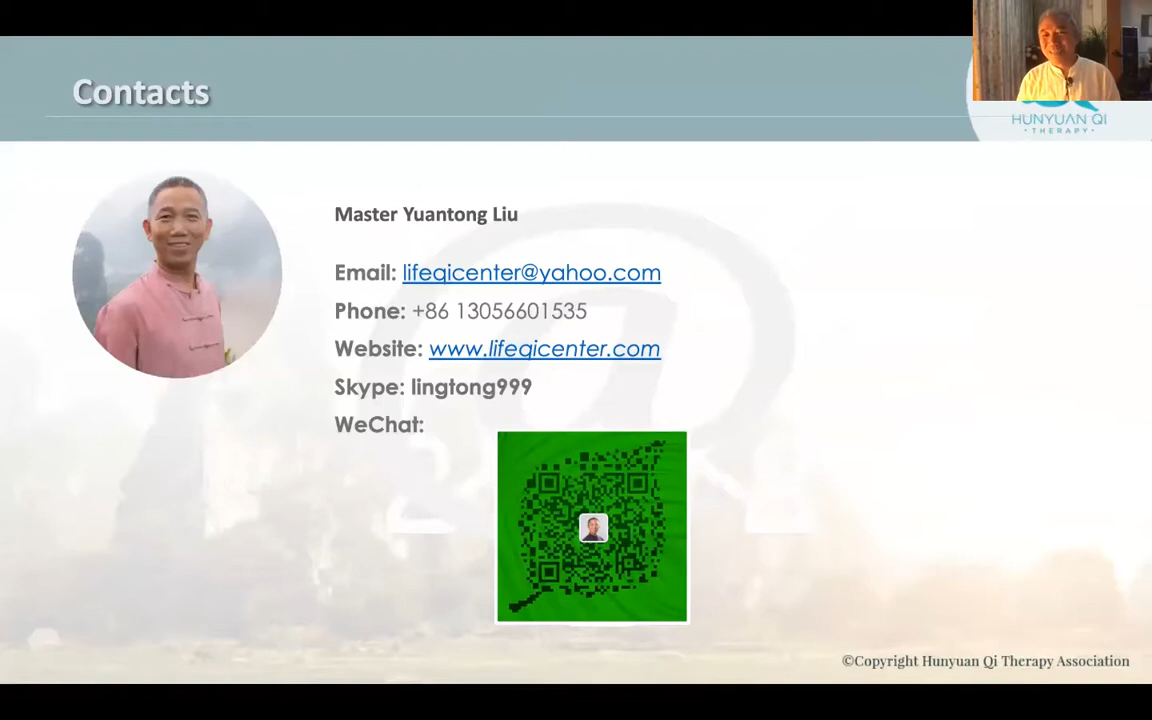 Contacts
HUNYUAN QI
• THERAPY •
Master Yuantong Liu
Email: lifeqicenter@yahoo.com
Phone: +86 13056601535
Website: www.lifeqicenter.com
Skype: lingtong999
WeChat:
©Copyright Hunyuan Qi Therapy Association